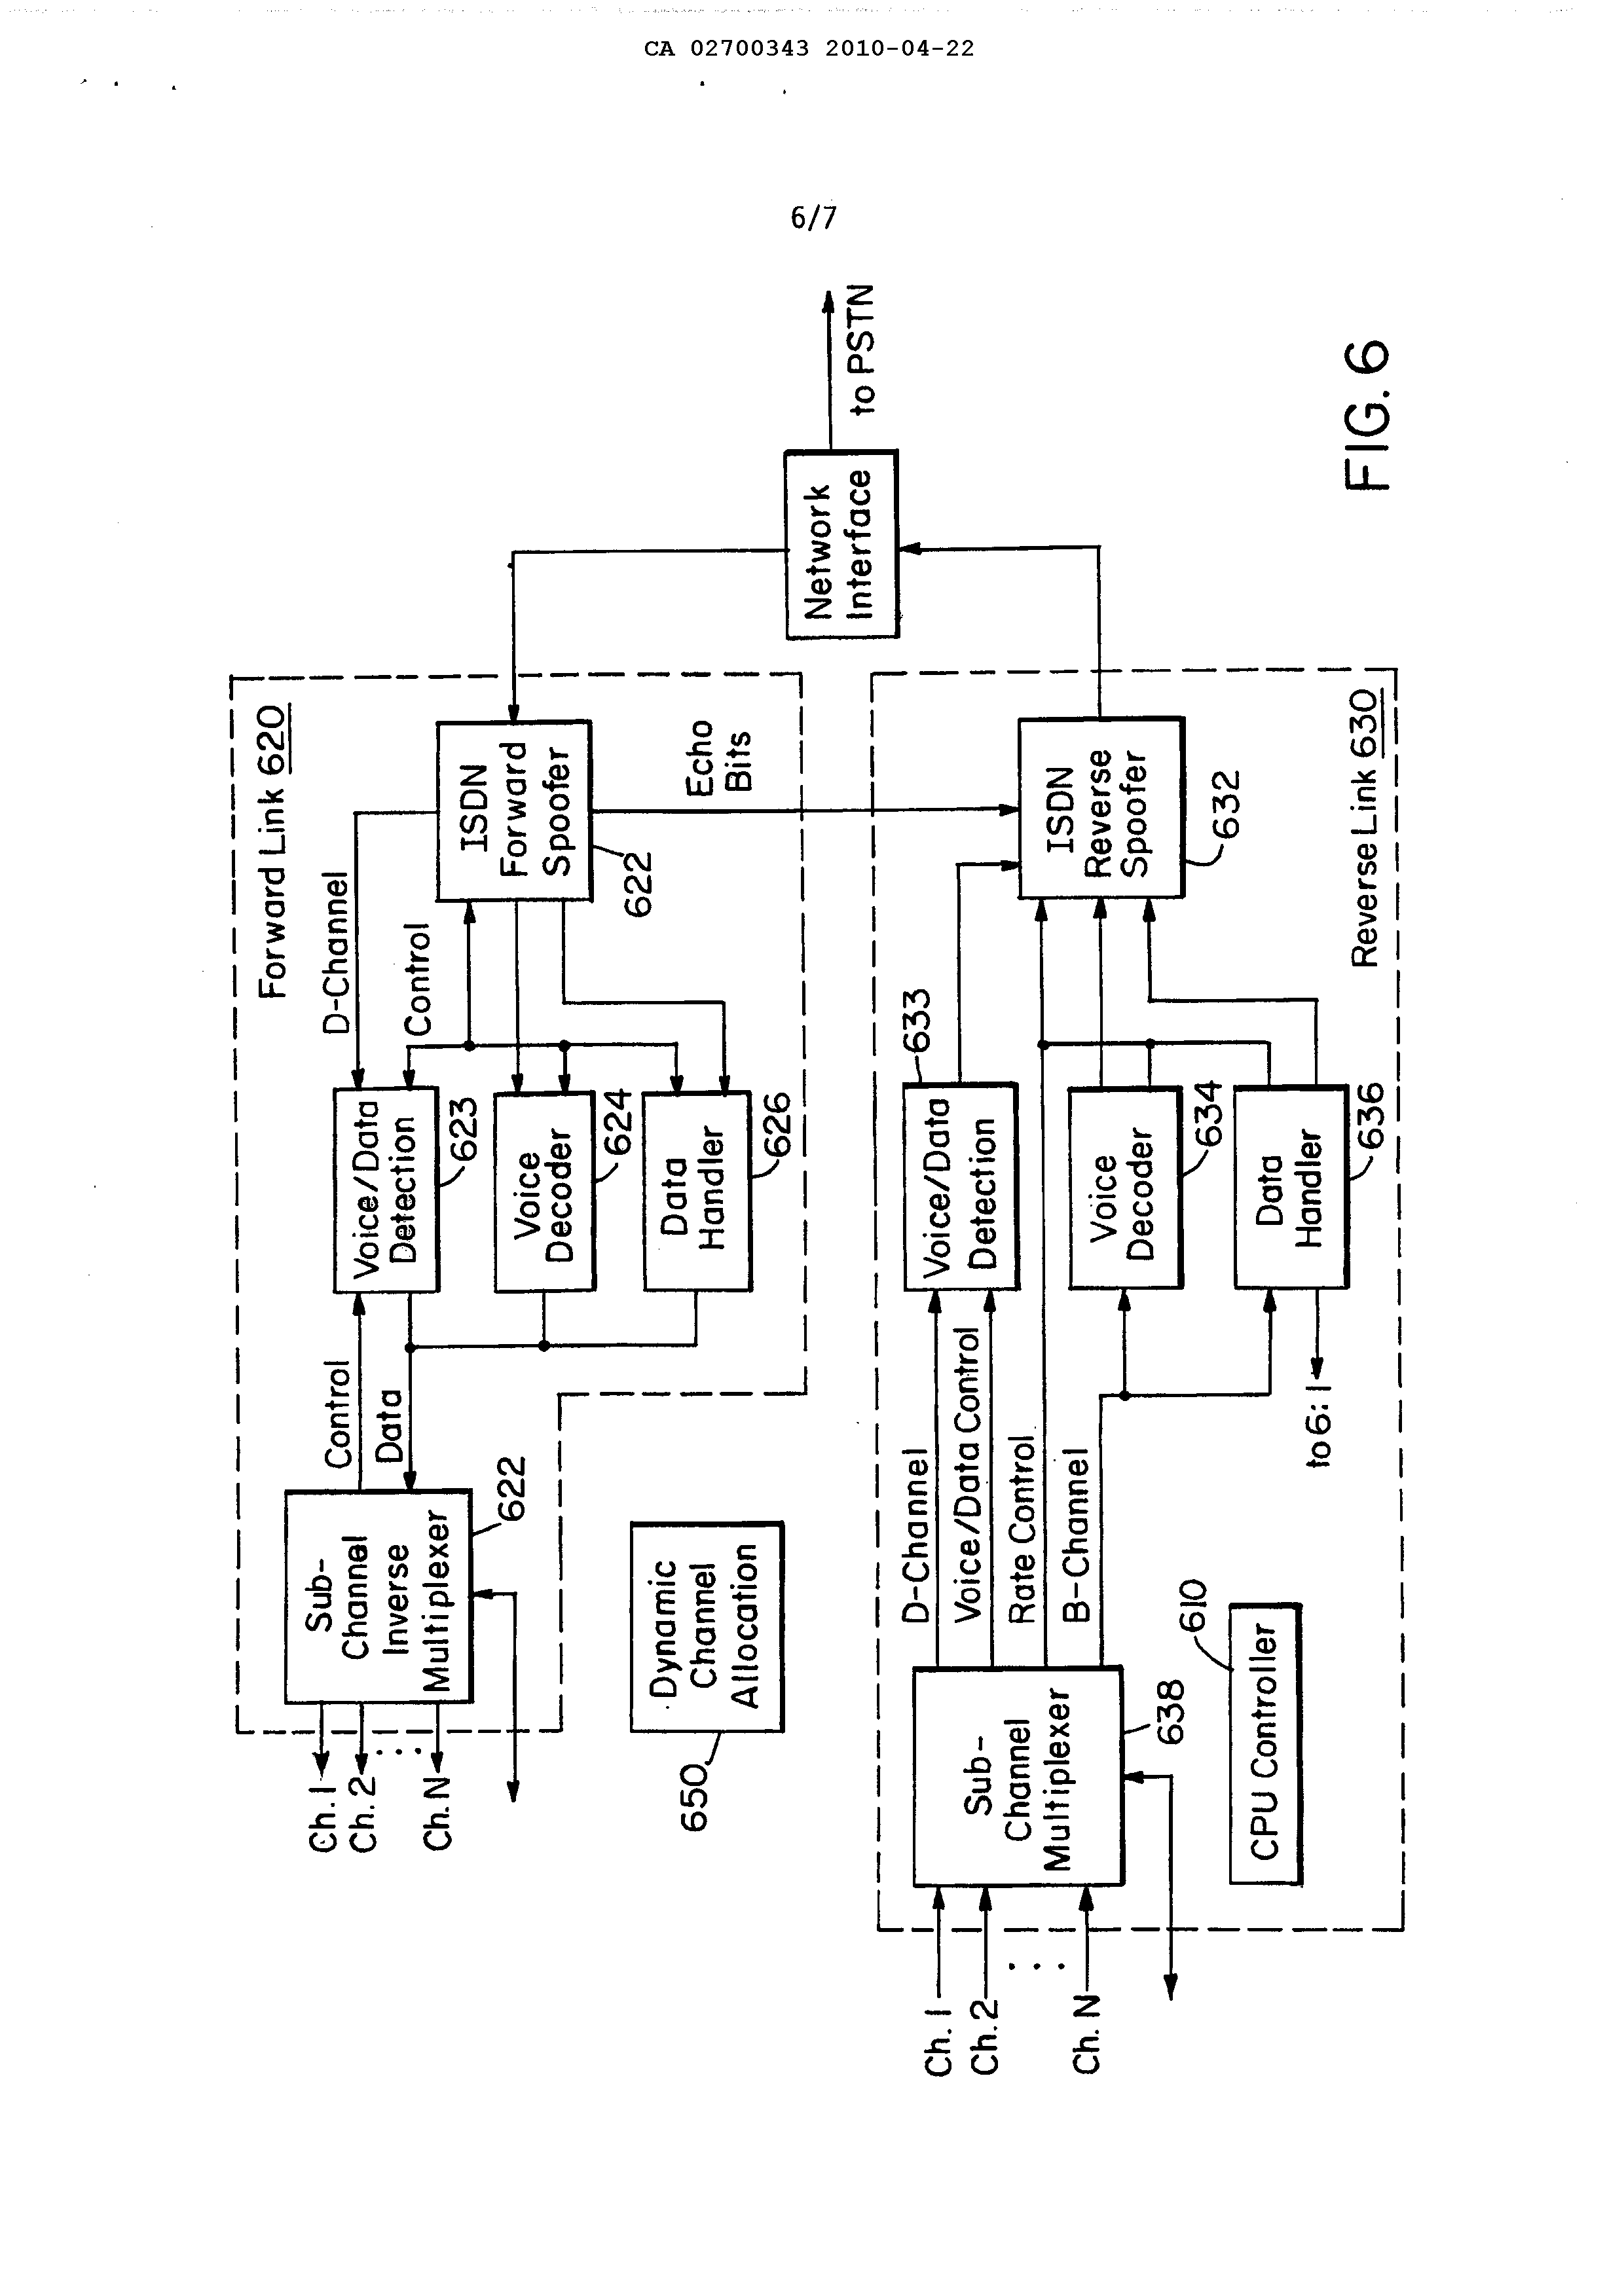 CA 02700343 2010-04-22
6/7
Forward Link 620
D-Channel
Control
ISDN
Forward
Spoofer
622
Echo
Bits
Voice/Data
Detection
623
Voice
Decoder
624
Data
Handler
626
Control
Data
Sub-
Channel
Inverse
Multiplexer
622
Ch. 1
Ch. 2
Ch. N
Dynamic
Channel
Allocation
650
Network
Interface
to PSTN
Reverse Link 630
ISDN
Reverse
Spoofer
632
Voice/Data
Detection
633
Voice
Decoder
634
Data
Handler
636
to 6:1
D-Channel
Voice/Data Control
Rate Control
B-Channel
Sub-
Channel
Multiplexer
638
Ch. 1
Ch. 2
Ch. N
CPU Controller
610
FIG. 6